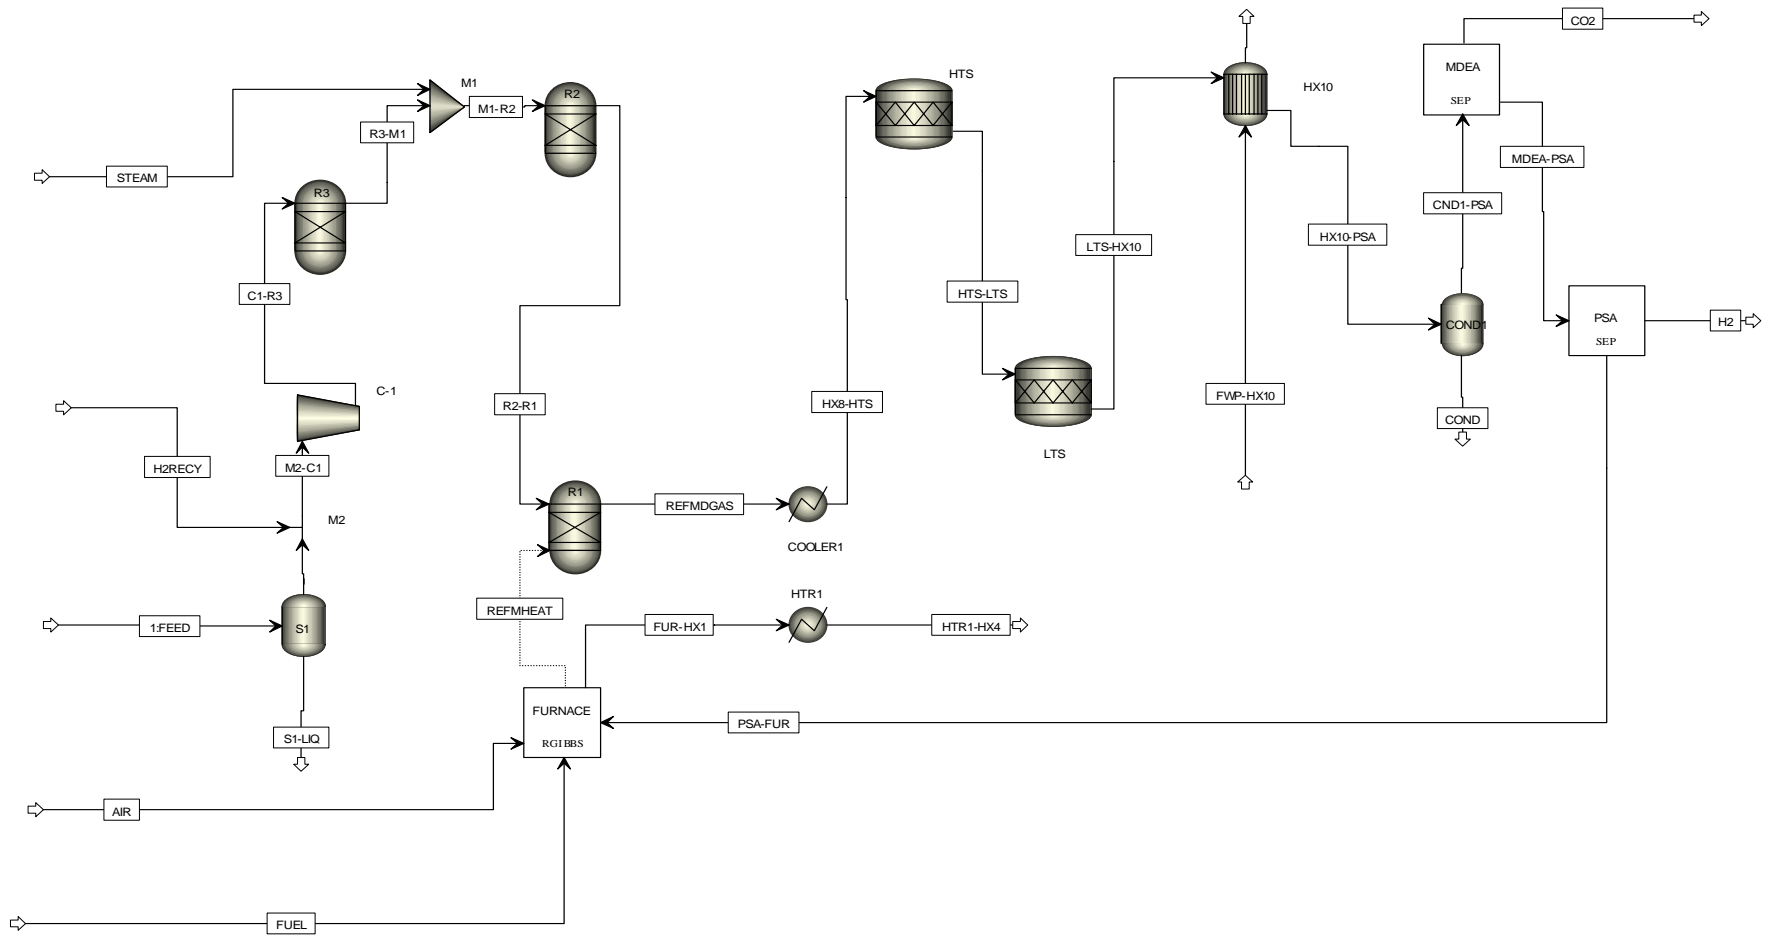 CO2
HTS
MDEA
SEP
M1
R2
HX10
M1-R2
R3-M1
MDEA-PSA
STEAM
R3
CND1-PSA
LTS-HX10
HX10-PSA
C1-R3
HTS-LTS
PSA
SEP
H2
COND1
C-1
R2-R1
HX8-HTS
FWP-HX10
COND
LTS
H2RECY
M2-C1
R1
REFMDGAS
M2
COOLER1
HTR1
REFMHEAT
1:FEED
S1
FUR-HX1
HTR1-HX4
FURNACE
RGIBBS
PSA-FUR
S1-LIQ
AIR
FUEL